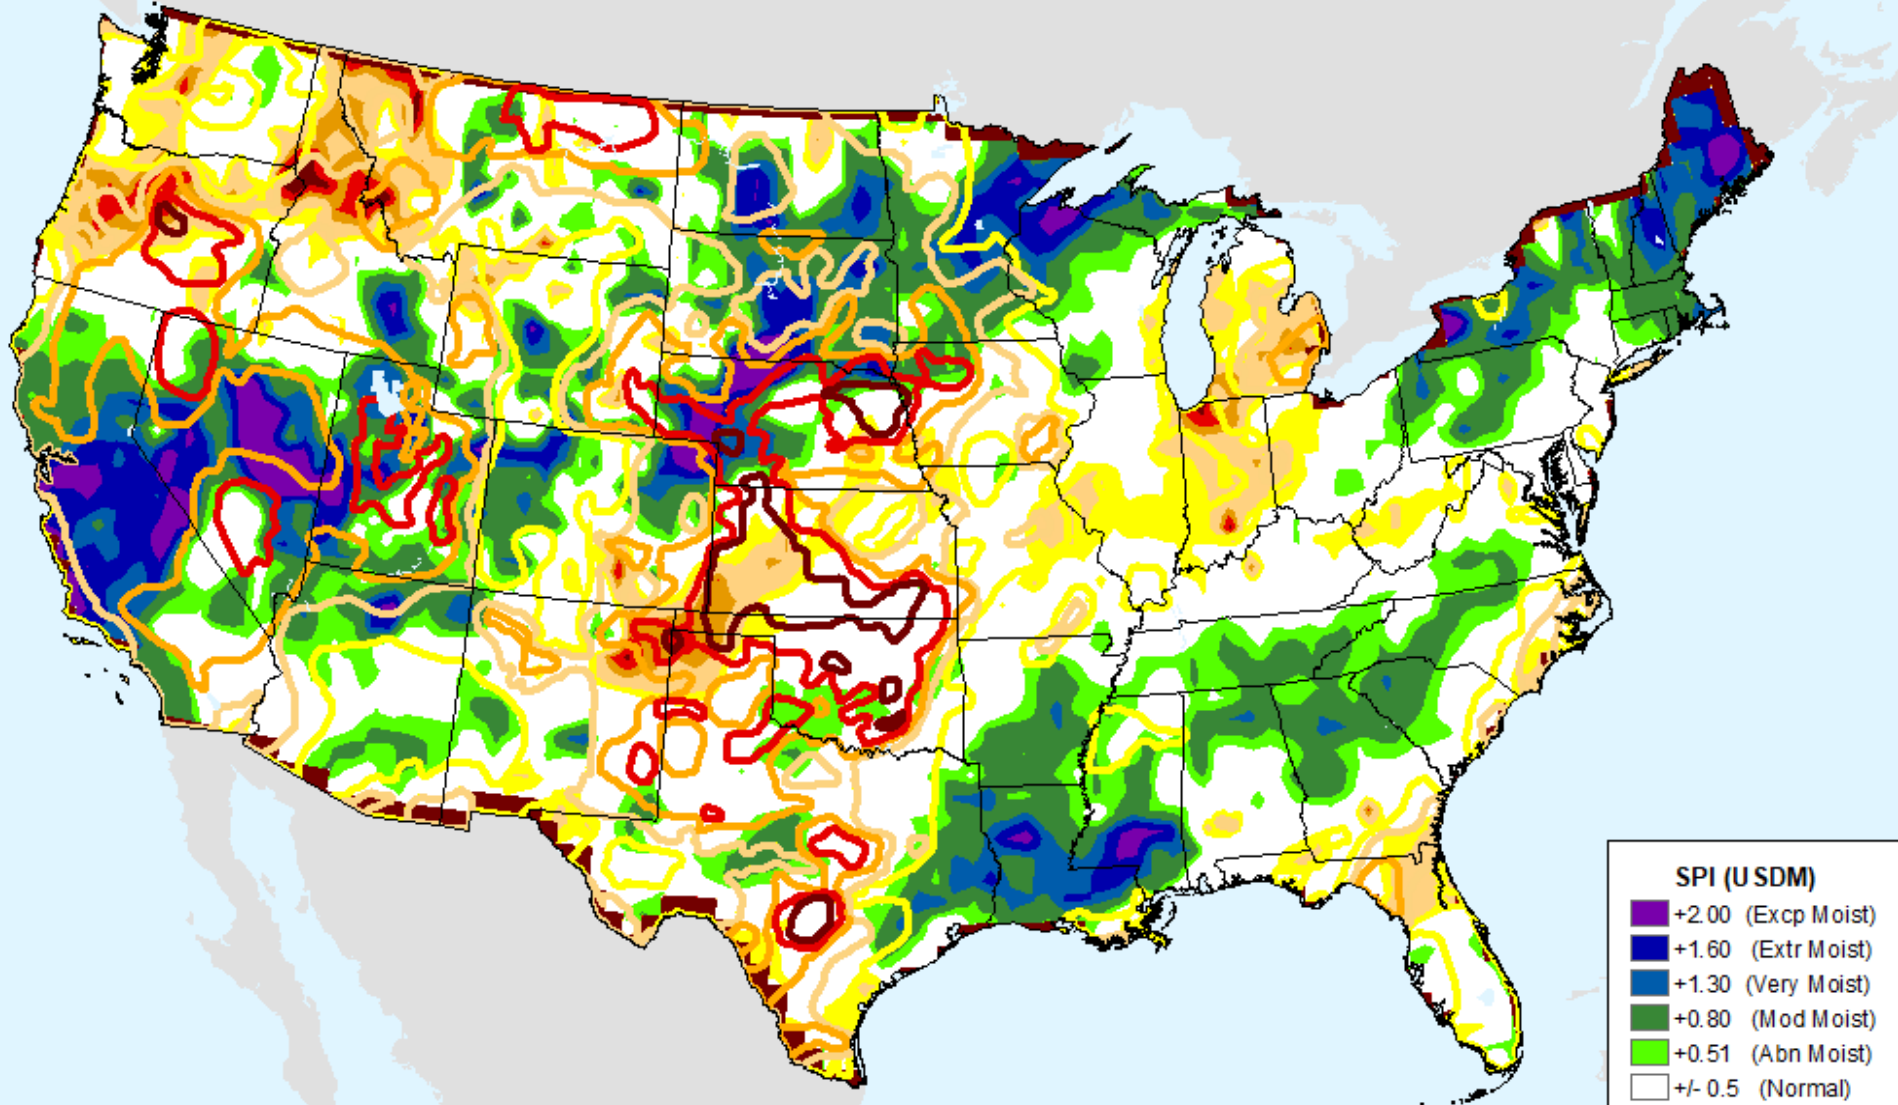 SPI (USDM)
+2.00 (Excp Moist)
+1.60 (Extr Moist)
+1.30 (Very Moist)
+0.80 (Mod Moist)
+0.51 (Abn Moist)
+/- 0.5 (Normal)